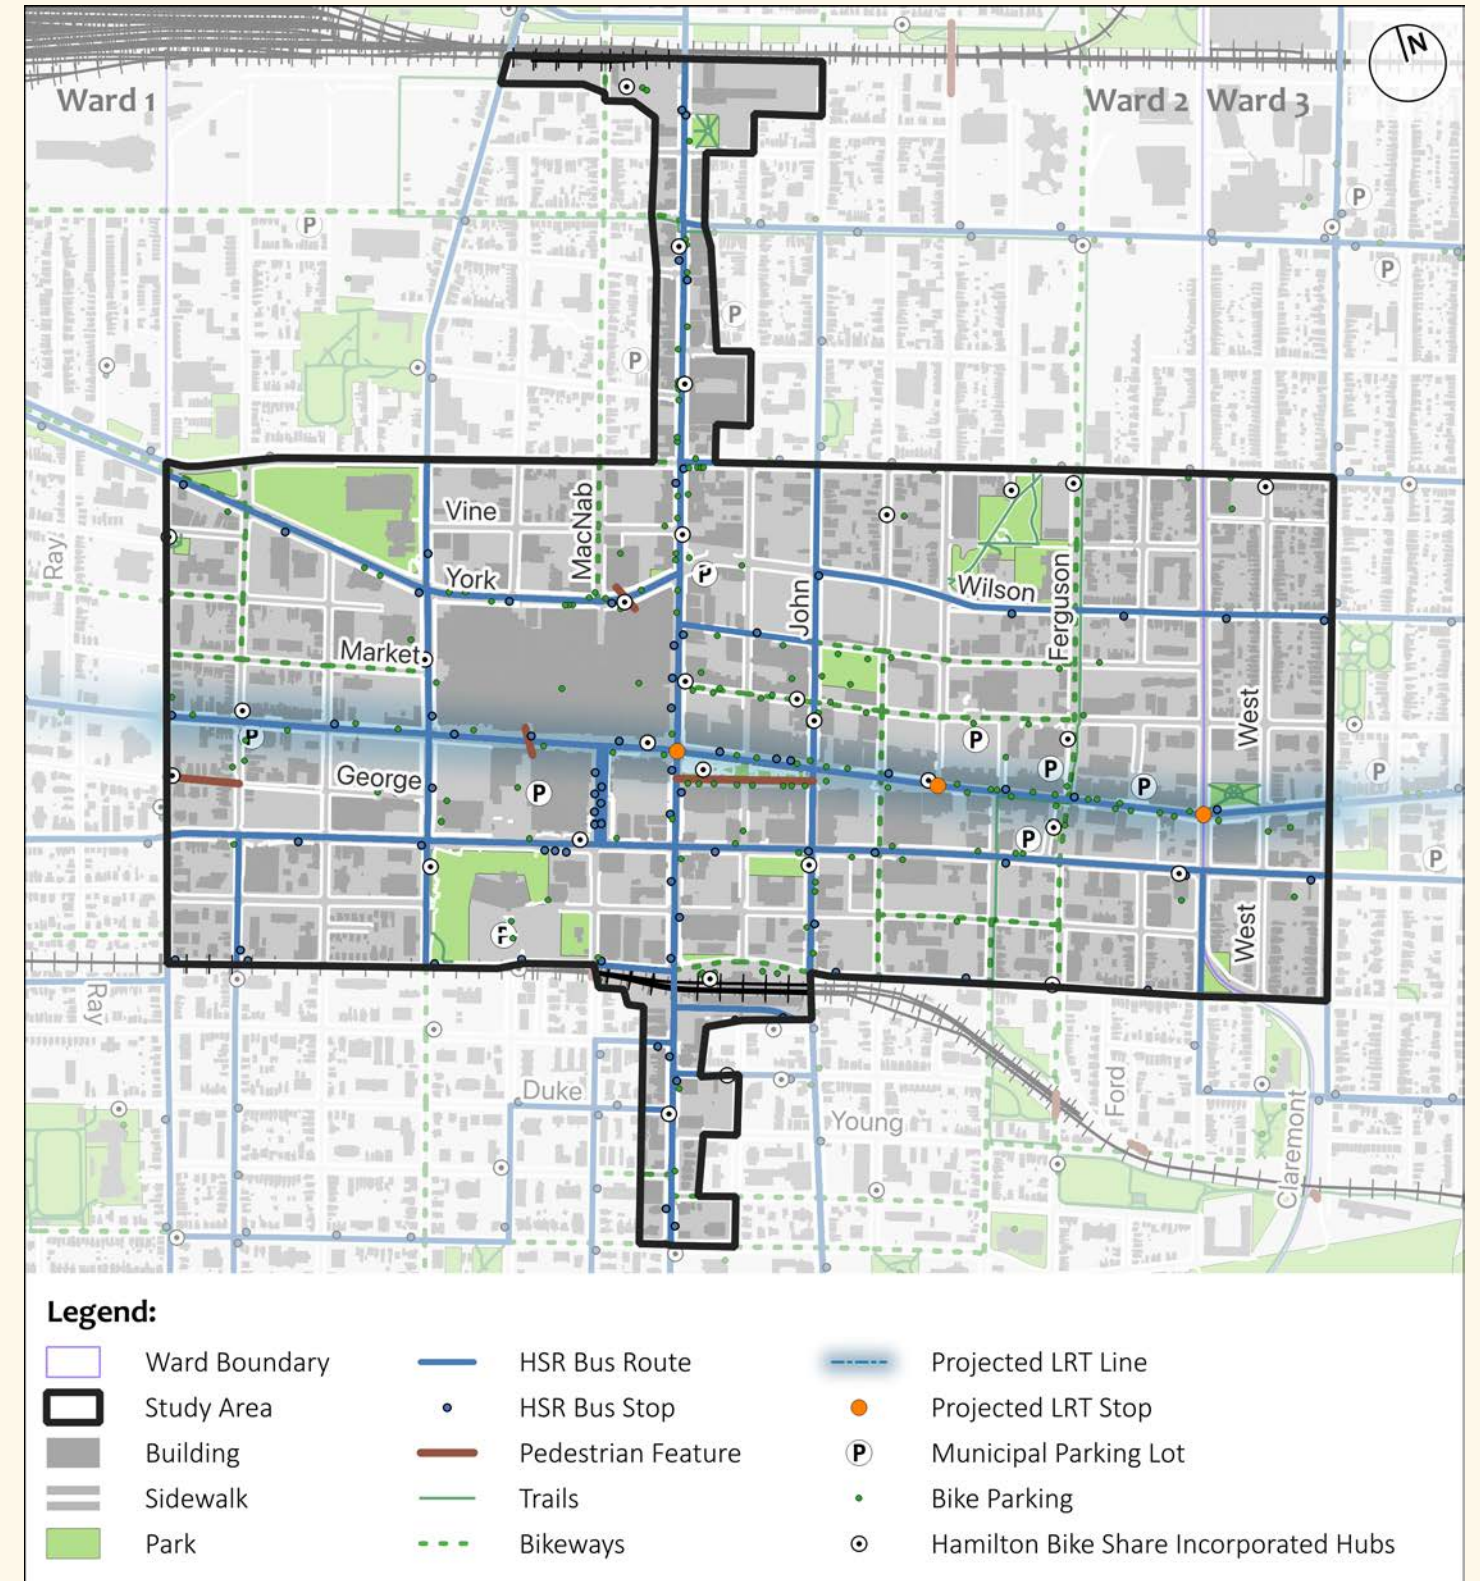 N
Ward 1
Ward 2
Ward 3
P
P
P
P
P
Vine
MacNab
Ray
York
P
John
Wilson
Ferguson
Market
West
P
P
George
P
P
P
P
P
P
P
West
Ray
Duke
Young
Ford
Claremont
Legend:
Ward Boundary
HSR Bus Route
Projected LRT Line
Study Area
HSR Bus Stop
Projected LRT Stop
Building
Pedestrian Feature
P
Municipal Parking Lot
Sidewalk
Trails
Bike Parking
Park
Bikeways
Hamilton Bike Share Incorporated Hubs